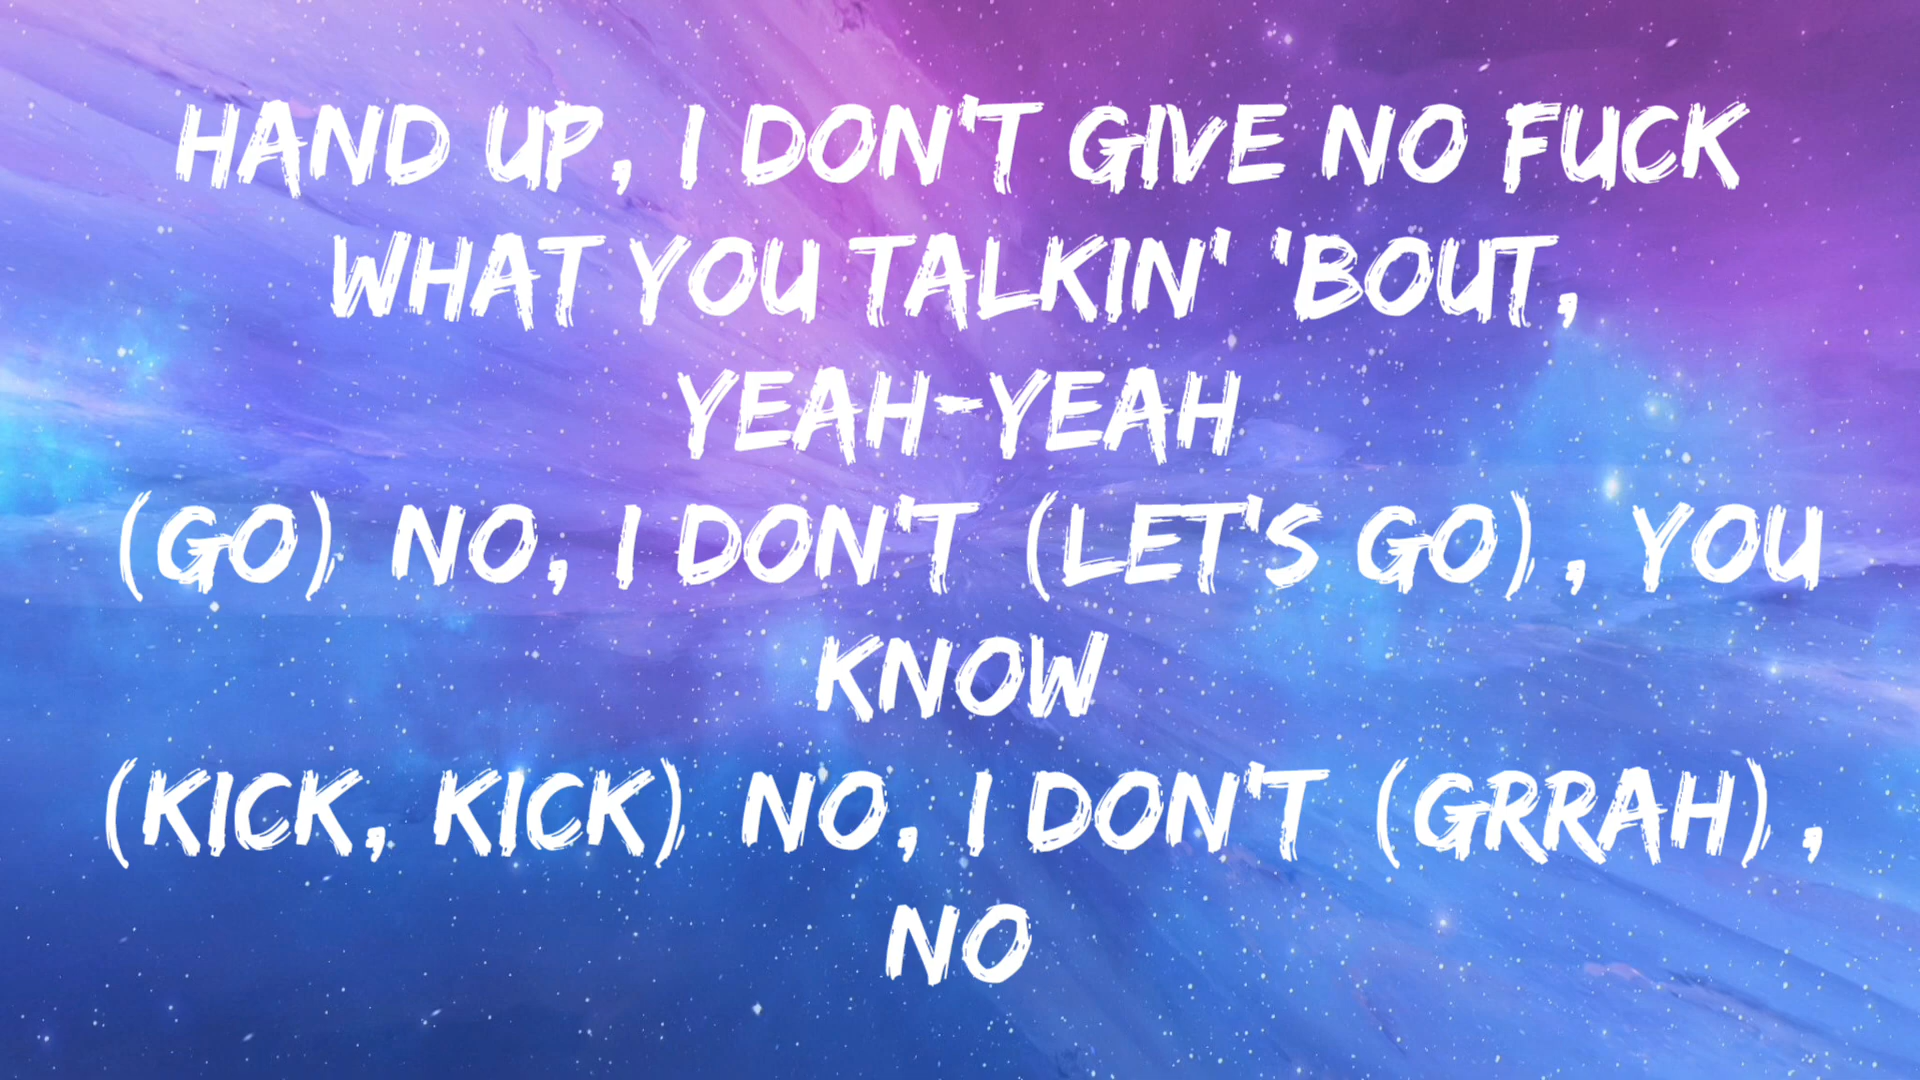 HAND UP, I DON'T GIVE NO FUCK
WHAT YOU TALKIN' 'BOUT,
YEAH-YEAH
(GO) NO, I DON'T (LET'S GO), YOU
KNOW
(KICK, KICK) NO, I DON'T (GRRAH),
NO